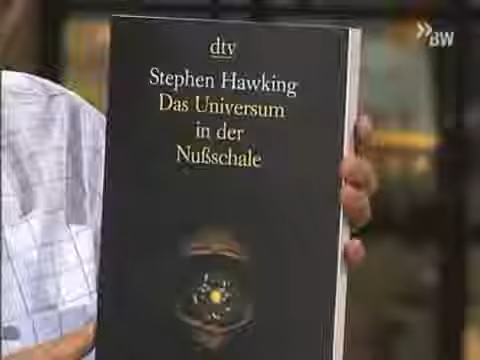 »BW
dtv
Stephen Hawking
Das Universum
in der
Nußschale